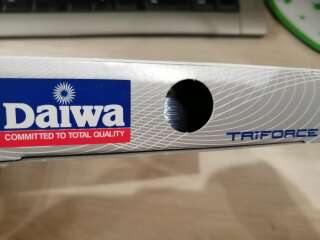 Daiwa
COMMITTED TO TOTAL QUALITY
TRiFORCE